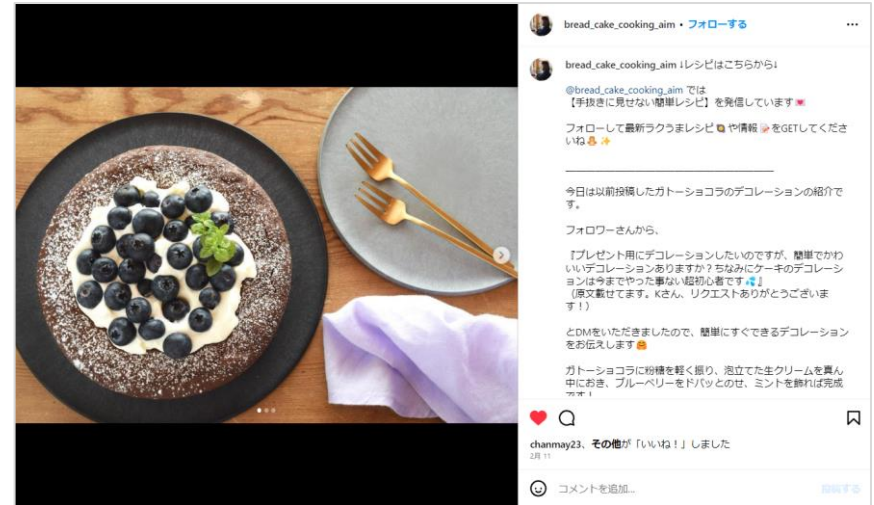 bread_cake_cooking_aim • フォローする
bread_cake_cooking_aim ↓レシピはこちらから↓
@bread_cake_cooking_aim では
【手抜きに見せない簡単レシピ】を発信しています💌
フォローして最新ラクうまレシピや情報をGETしてくださ
いね✨
今日は以前投稿したガトーショコラのデコレーションの紹介で
す。
フォロワーさんから、
『プレゼント用にデコレーションしたいのですが、簡単でかわ
いいデコレーションありますか？ちなみにケーキのデコレーシ
ョンは今までやった事ない超初心者です💦』
（原文載せてます。Kさん、リクエストありがとうございま
す！）
とDMをいただきましたので、簡単にすぐできるデコレーション
をお伝えします🤗
ガトーショコラに粉糖を軽く振り、泡立てた生クリームを真ん
中におき、ブルーベリーをドバッとのせ、ミントを飾れば完成
です！
chanmay23、その他が「いいね！」しました
2月 11
コメントを追加...
投稿する